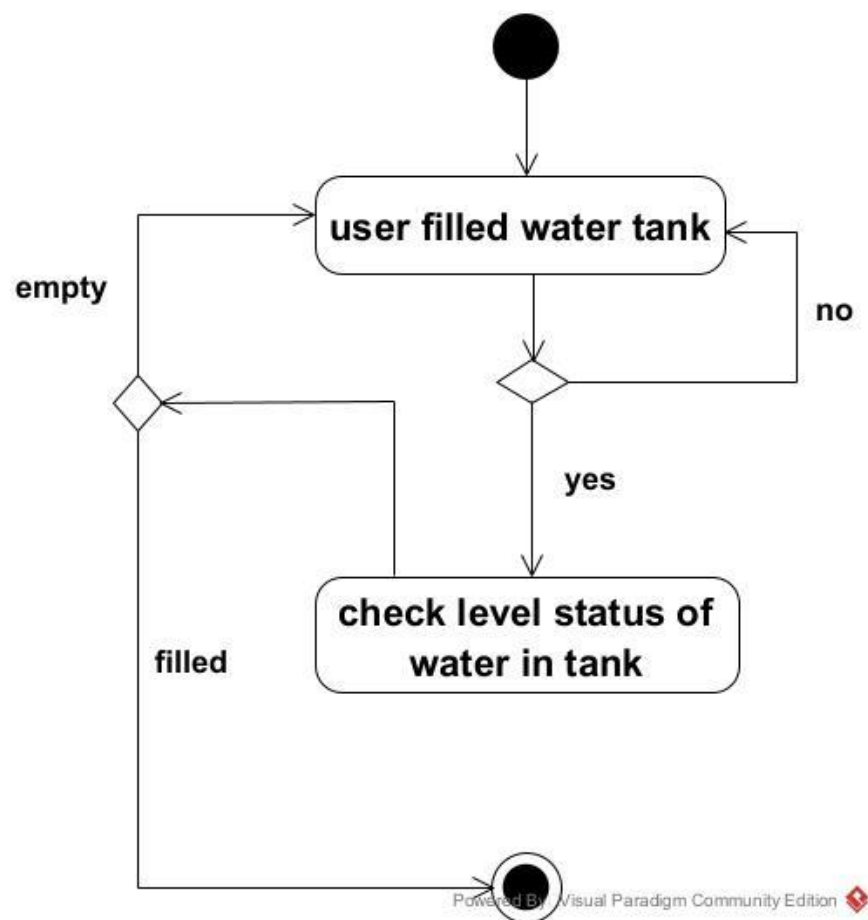 user filled water tank
empty
no
yes
check level status of
water in tank
filled
Powered By Visual Paradigm Community Edition